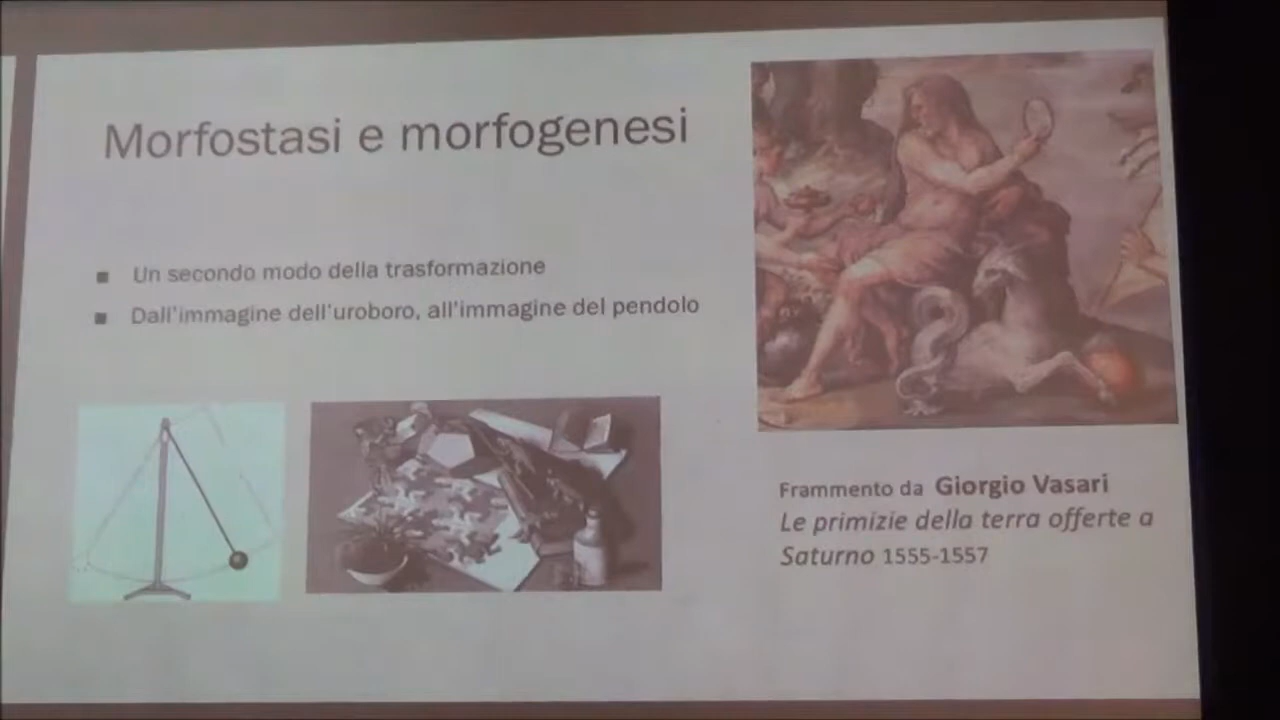 Morfostasi e morfogenesi
Un secondo modo della trasformazione
Dall'immagine dell'uroboro, all'immagine del pendolo
Frammento da Giorgio Vasari
Le primizie della terra offerte a
Saturno 1555-1557